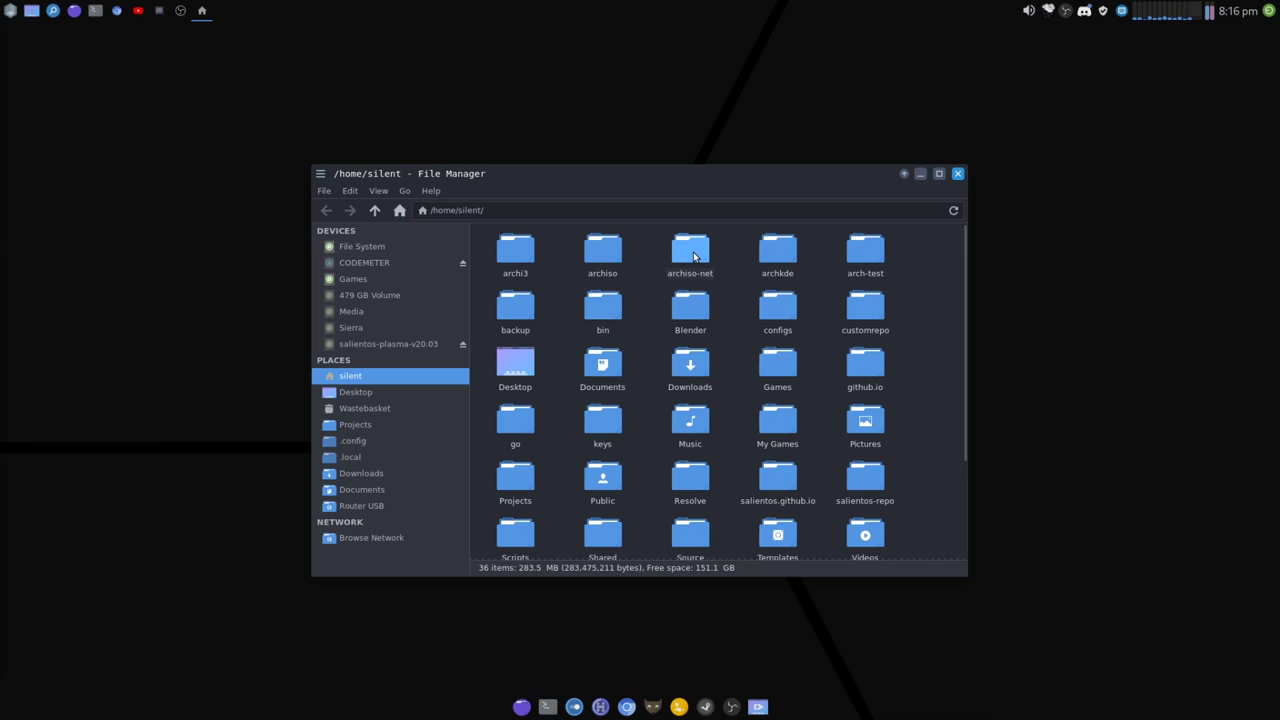 8:16 pm
/home/silent - File Manager
File Edit View Go Help
/home/silent/
DEVICES
File System
CODEMETER
Games
479 GB Volume
Media
Sierra
salientos-plasma-v20.03
PLACES
silent
Desktop
Wastebasket
Projects
.config
.local
Downloads
Documents
Router USB
NETWORK
Browse Network
archi3 archiso archiso-net archkde arch-test
backup bin Blender configs customrepo
Desktop Documents Downloads Games github.io
go keys Music My Games Pictures
Projects Public Resolve salientos.github.io salientos-repo
Scripts Shared Source Templates Videos
36 items: 283.5 MB (283,475,211 bytes), Free space: 151.1 GB